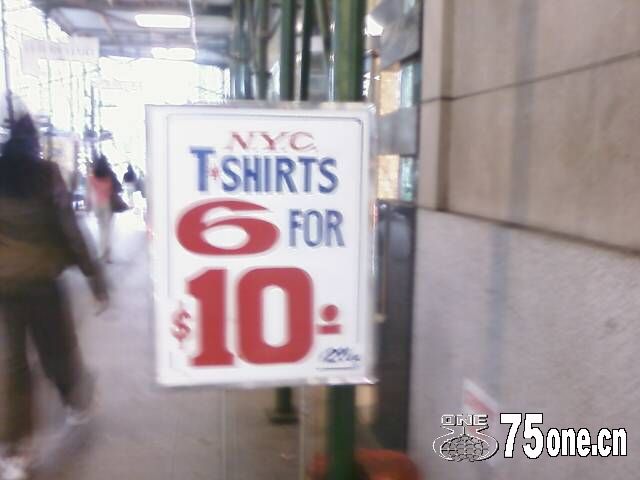 N.Y.C.
T-SHIRTS
6 FOR
$10.
ONE
75one.cn